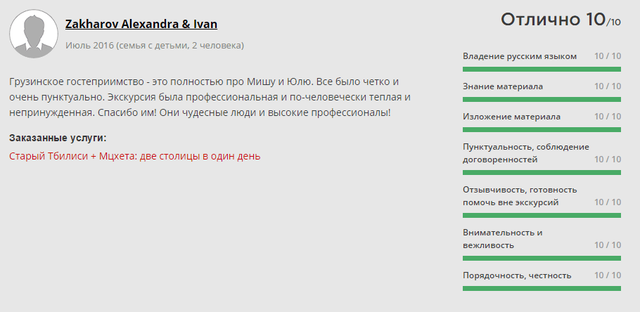 Zakharov Alexandra & Ivan
Июль 2016 (семья с детьми, 2 человека)
Грузинское гостеприимство - это полностью про Мишу и Юлю. Все было четко и
очень пунктуально. Экскурсия была профессиональная и по-человечески теплая и
непринужденная. Спасибо им! Они чудесные люди и высокие профессионалы!
Заказанные услуги:
Старый Тбилиси + Мцхета: две столицы в один день
Отлично 10/10
Владение русским языком 10 / 10
Знание материала 10 / 10
Изложение материала 10 / 10
Пунктуальность, соблюдение
договоренностей 10 / 10
Отзывчивость, готовность
помочь вне экскурсий 10 / 10
Внимательность и
вежливость 10 / 10
Порядочность, честность 10 / 10